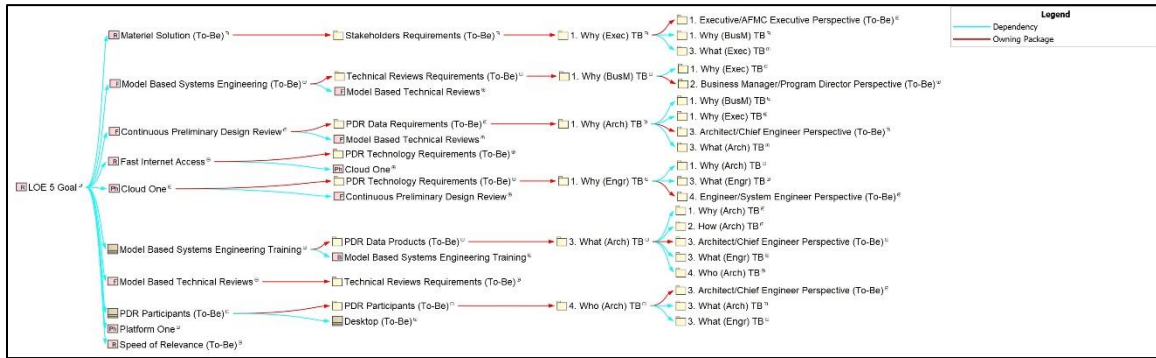 Legend
Dependency
Owning Package
LOE 5 Goal
Materiel Solution (To-Be)
Stakeholders Requirements (To-Be)
1. Why (Exec) TB
1. Executive/AFMC Executive Perspective (To-Be)
1. Why (BusM) TB
3. What (Exec) TB
Model Based Systems Engineering (To-Be)
Technical Reviews Requirements (To-Be)
1. Why (BusM) TB
1. Why (Exec) TB
2. Business Manager/Program Director Perspective (To-Be)
Model Based Technical Reviews
Continuous Preliminary Design Review
PDR Data Requirements (To-Be)
1. Why (Arch) TB
1. Why (BusM) TB
1. Why (Exec) TB
3. Architect/Chief Engineer Perspective (To-Be)
3. What (Arch) TB
Model Based Technical Reviews
Fast Internet Access
PDR Technology Requirements (To-Be)
Cloud One
Cloud One
PDR Technology Requirements (To-Be)
1. Why (Engr) TB
1. Why (Arch) TB
3. What (Engr) TB
4. Engineer/System Engineer Perspective (To-Be)
Continuous Preliminary Design Review
Model Based Systems Engineering Training
PDR Data Products (To-Be)
3. What (Arch) TB
1. Why (Arch) TB
2. How (Arch) TB
3. Architect/Chief Engineer Perspective (To-Be)
3. What (Engr) TB
4. Who (Arch) TB
Model Based Systems Engineering Training
Model Based Technical Reviews
Technical Reviews Requirements (To-Be)
PDR Participants (To-Be)
PDR Participants (To-Be)
4. Who (Arch) TB
3. Architect/Chief Engineer Perspective (To-Be)
3. What (Arch) TB
3. What (Engr) TB
Desktop (To-Be)
Platform One
Speed of Relevance (To-Be)